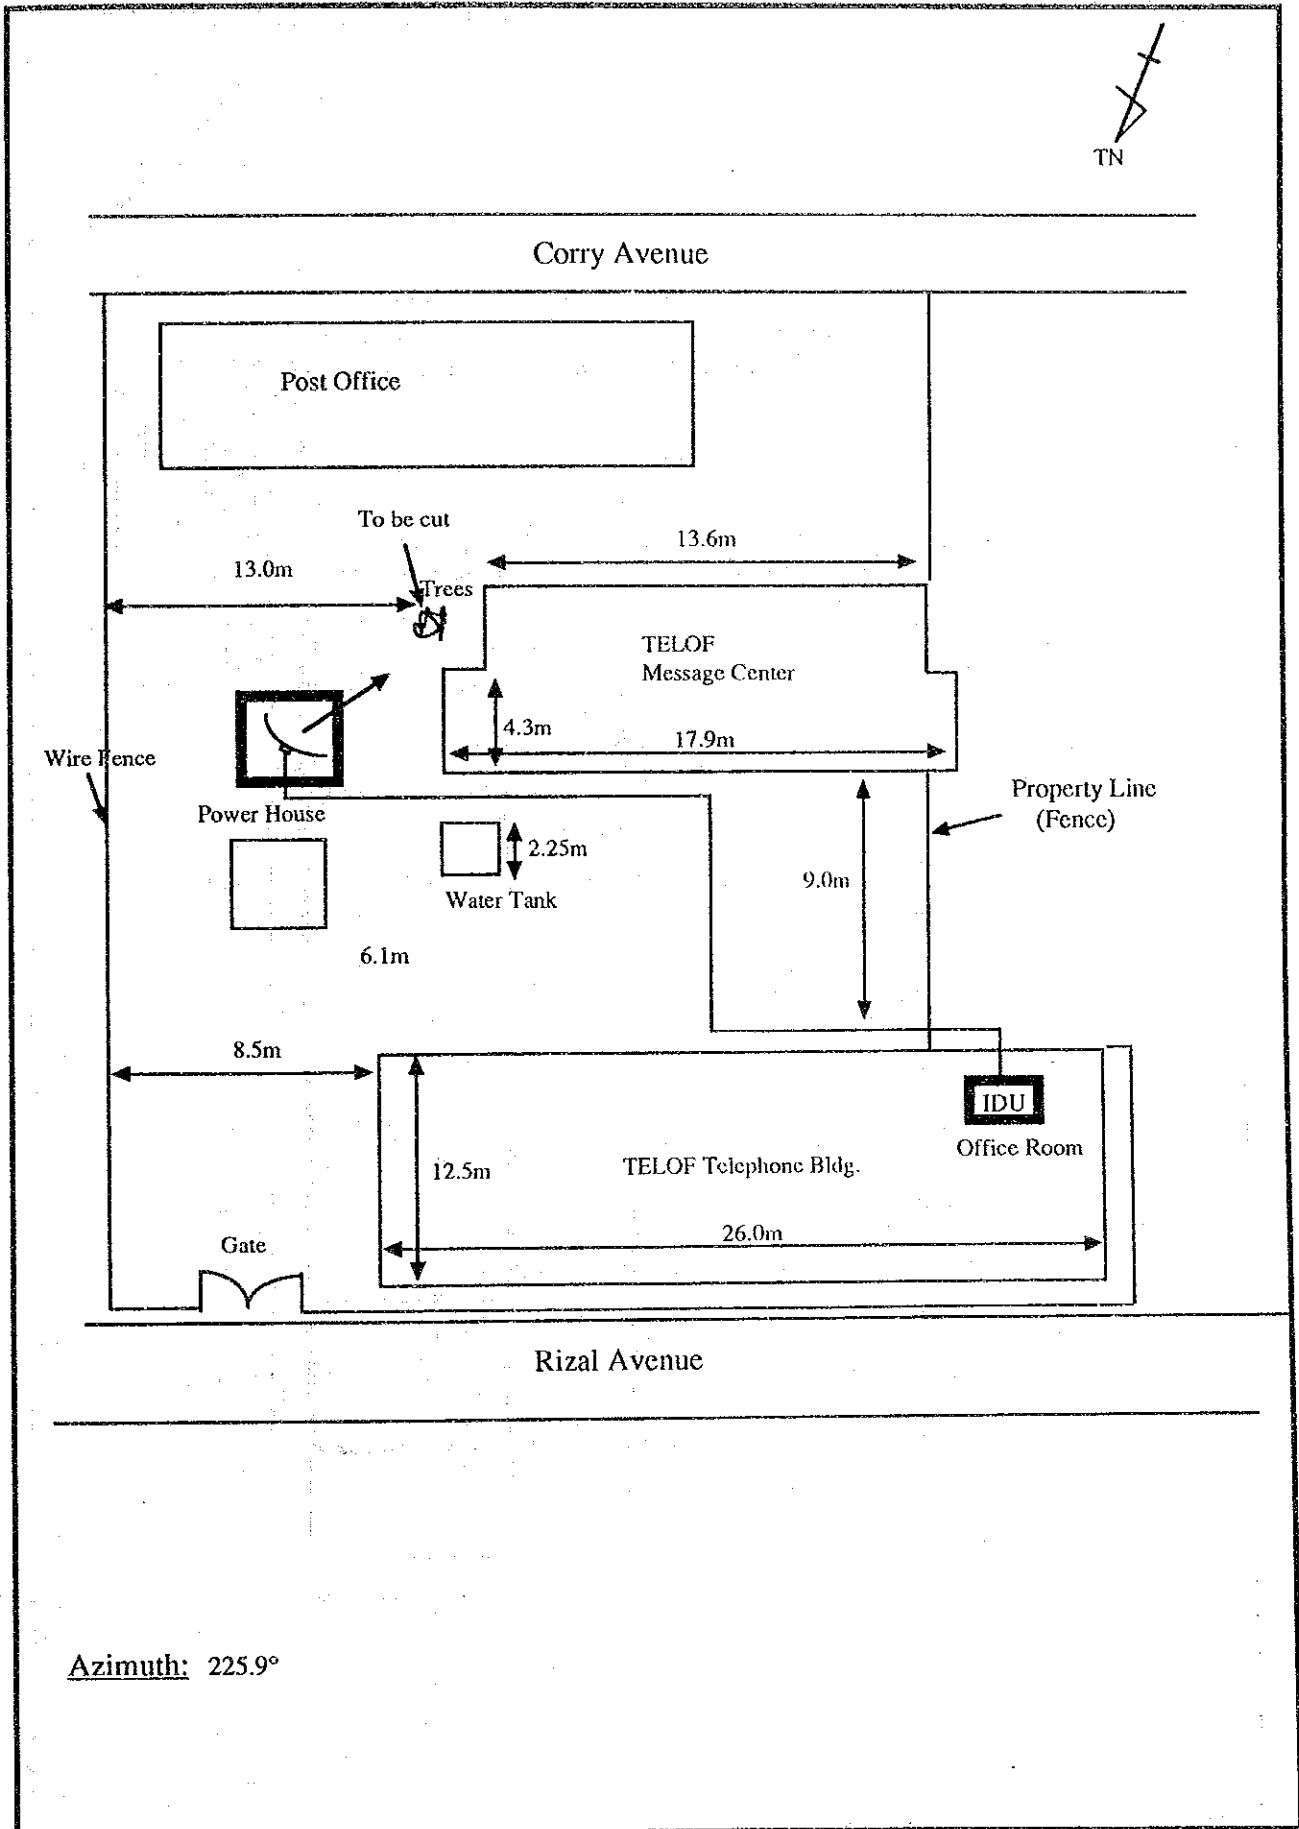 TN
Corry Avenue
Post Office
To be cut
13.6m
13.0m
Trees
TELOF
Message Center
4.3m
17.9m
Wire Fence
Property Line
(Fence)
Power House
2.25m
9.0m
Water Tank
6.1m
8.5m
IDU
Office Room
12.5m
TELOF Telephone Bldg.
26.0m
Gate
Rizal Avenue
Azimuth: 225.9°